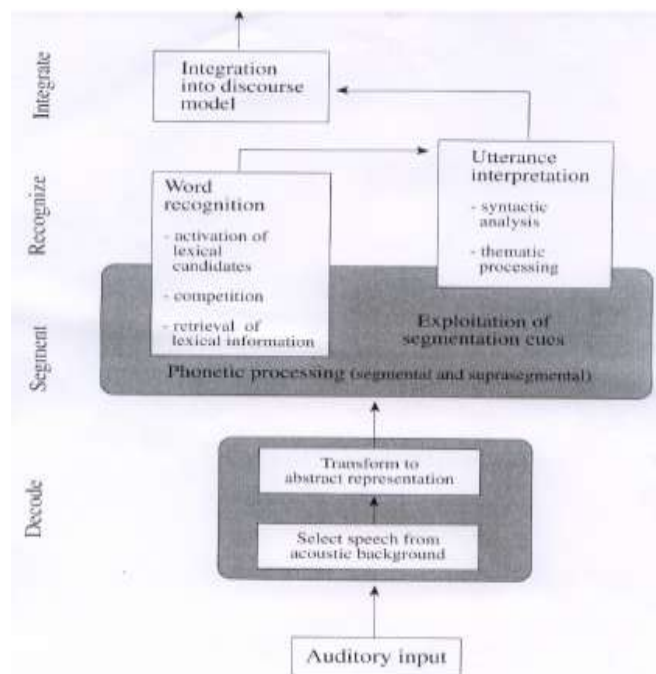 Integrate
Integration
into discourse
model
Recognize
Word
recognition
- activation of
lexical
candidates
- competition
- retrieval of
lexical information
Utterance
interpretation
- syntactic
analysis
- thematic
processing
Segment
Exploitation of
segmentation cues
Phonetic processing (segmental and suprasegmental)
Decode
Transform to
abstract representation
Select speech from
acoustic background
Auditory input